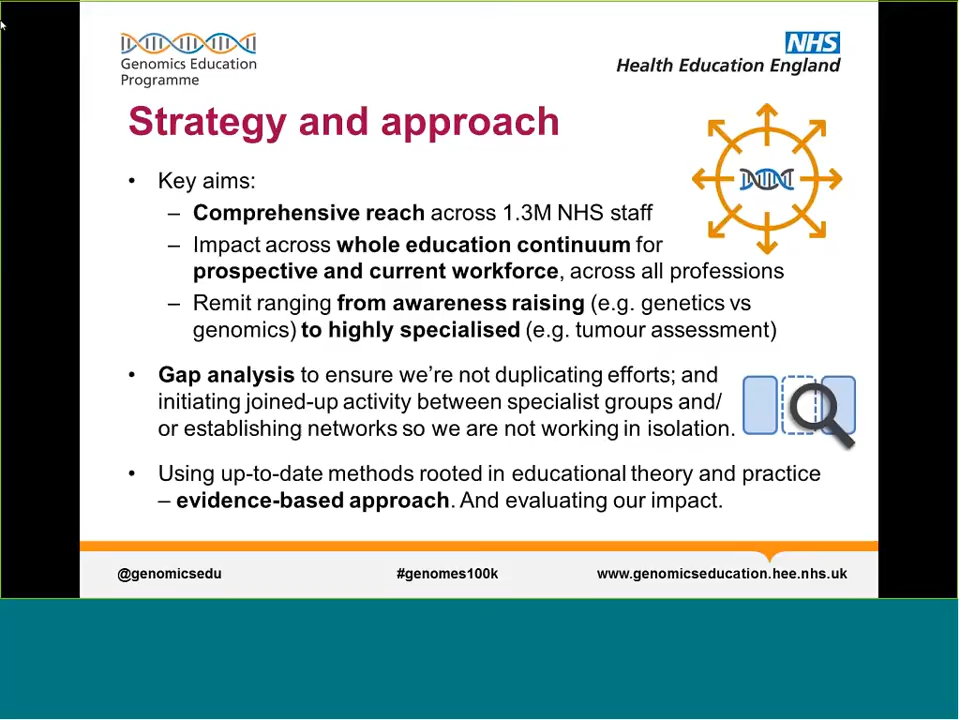 Genomics Education
Programme
NHS
Health Education England
Strategy and approach
• Key aims:
– Comprehensive reach across 1.3M NHS staff
– Impact across whole education continuum for
prospective and current workforce, across all professions
– Remit ranging from awareness raising (e.g. genetics vs
genomics) to highly specialised (e.g. tumour assessment)
• Gap analysis to ensure we’re not duplicating efforts; and
initiating joined-up activity between specialist groups and/
or establishing networks so we are not working in isolation.
• Using up-to-date methods rooted in educational theory and practice
– evidence-based approach. And evaluating our impact.
@genomicsedu
#genomes100k
www.genomicseducation.hee.nhs.uk